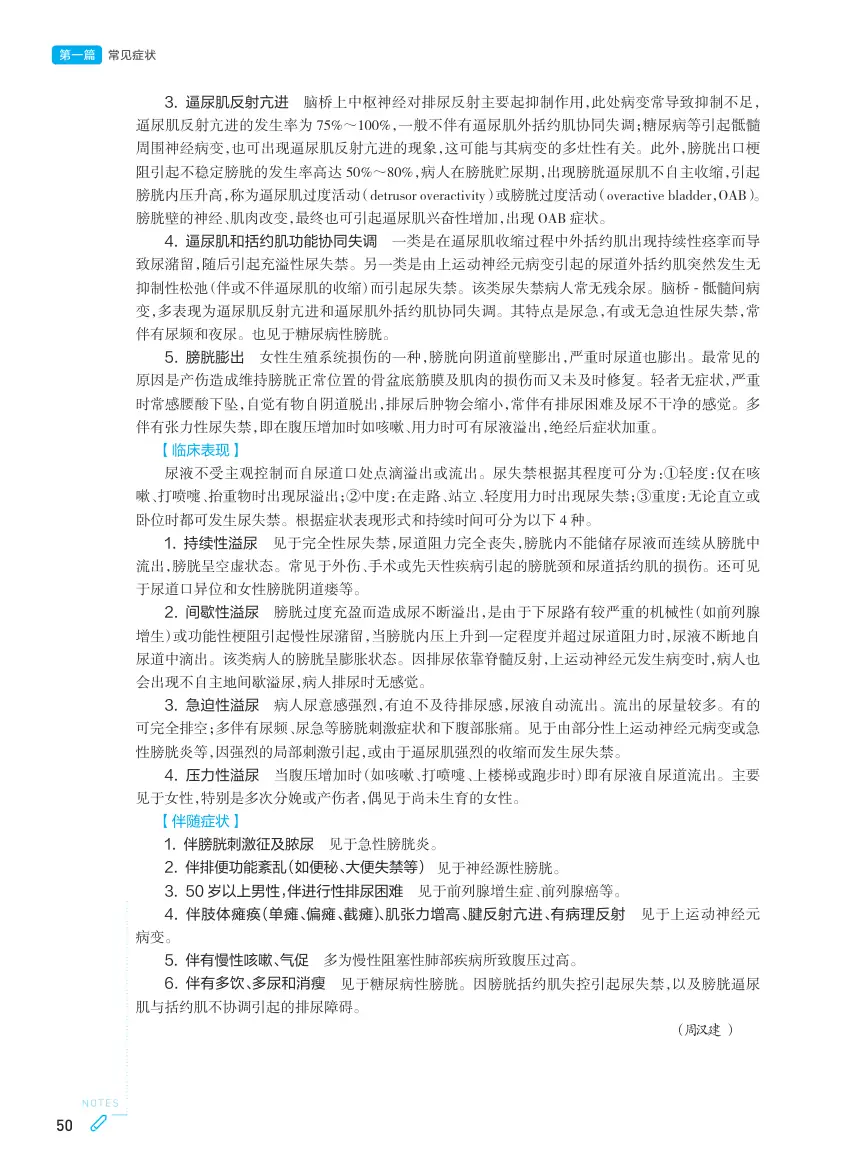 第一篇 常见症状
3. 逼尿肌反射亢进 脑桥上中枢神经对排尿反射主要起抑制作用,此处病变常导致抑制不足,
逼尿肌反射亢进的发生率为 75%～100%,一般不伴有逼尿肌外括约肌协同失调;糖尿病等引起骶髓
周围神经病变,也可出现逼尿肌反射亢进的现象,这可能与其病变的多灶性有关。此外,膀胱出口梗
阻引起不稳定膀胱的发生率高达 50%～80%,病人在膀胱贮尿期,出现膀胱逼尿肌不自主收缩,引起
膀胱内压升高,称为逼尿肌过度活动(detrusor overactivity)或膀胱过度活动(overactive bladder,OAB)。
膀胱壁的神经、肌肉改变,最终也可引起逼尿肌兴奋性增加,出现 OAB 症状。
4. 逼尿肌和括约肌功能协同失调 一类是在逼尿肌收缩过程中外括约肌出现持续性痉挛而导
致尿潴留,随后引起充溢性尿失禁。另一类是由上运动神经元病变引起的尿道外括约肌突然发生无
抑制性松弛(伴或不伴逼尿肌的收缩)而引起尿失禁。该类尿失禁病人常无残余尿。脑桥 - 骶髓间病
变,多表现为逼尿肌反射亢进和逼尿肌外括约肌协同失调。其特点是尿急,有或无急迫性尿失禁,常
伴有尿频和夜尿。也见于糖尿病性膀胱。
5. 膀胱膨出 女性生殖系统损伤的一种,膀胱向阴道前壁膨出,严重时尿道也膨出。最常见的
原因是产伤造成维持膀胱正常位置的骨盆底筋膜及肌肉的损伤而又未及时修复。轻者无症状,严重
时常感腰酸下坠,自觉有物自阴道脱出,排尿后肿物会缩小,常伴有排尿困难及尿不干净的感觉。多
伴有张力性尿失禁,即在腹压增加时如咳嗽、用力时可有尿液溢出,绝经后症状加重。
【临床表现】
尿液不受主观控制而自尿道口处点滴溢出或流出。尿失禁根据其程度可分为:①轻度:仅在咳
嗽、打喷嚏、抬重物时出现尿溢出;②中度:在走路、站立、轻度用力时出现尿失禁;③重度:无论直立或
卧位时都可发生尿失禁。根据症状表现形式和持续时间可分为以下 4 种。
1. 持续性溢尿 见于完全性尿失禁,尿道阻力完全丧失,膀胱内不能储存尿液而连续从膀胱中
流出,膀胱呈空虚状态。常见于外伤、手术或先天性疾病引起的膀胱颈和尿道括约肌的损伤。还可见
于尿道口异位和女性膀胱阴道瘘等。
2. 间歇性溢尿 膀胱过度充盈而造成尿不断溢出,是由于下尿路有较严重的机械性(如前列腺
增生)或功能性梗阻引起慢性尿潴留,当膀胱内压上升到一定程度并超过尿道阻力时,尿液不断地自
尿道中滴出。该类病人的膀胱呈膨胀状态。因排尿依靠脊髓反射,上运动神经元发生病变时,病人也
会出现不自主地间歇溢尿,病人排尿时无感觉。
3. 急迫性溢尿 病人尿意感强烈,有迫不及待排尿感,尿液自动流出。流出的尿量较多。有的
可完全排空;多伴有尿频、尿急等膀胱刺激症状和下腹部胀痛。见于由部分性上运动神经元病变或急
性膀胱炎等,因强烈的局部刺激引起,或由于逼尿肌强烈的收缩而发生尿失禁。
4. 压力性溢尿 当腹压增加时(如咳嗽、打喷嚏、上楼梯或跑步时)即有尿液自尿道流出。主要
见于女性,特别是多次分娩或产伤者,偶见于尚未生育的女性。
【伴随症状】
1. 伴膀胱刺激征及脓尿 见于急性膀胱炎。
2. 伴排便功能紊乱(如便秘、大便失禁等) 见于神经源性膀胱。
3. 50 岁以上男性,伴进行性排尿困难 见于前列腺增生症、前列腺癌等。
4. 伴肢体瘫痪(单瘫、偏瘫、截瘫)、肌张力增高、腱反射亢进、有病理反射 见于上运动神经元
病变。
5. 伴有慢性咳嗽、气促 多为慢性阻塞性肺部疾病所致腹压过高。
6. 伴有多饮、多尿和消瘦 见于糖尿病性膀胱。因膀胱括约肌失控引起尿失禁,以及膀胱逼尿
肌与括约肌不协调引起的排尿障碍。
(周汉建 )
NOTES
50